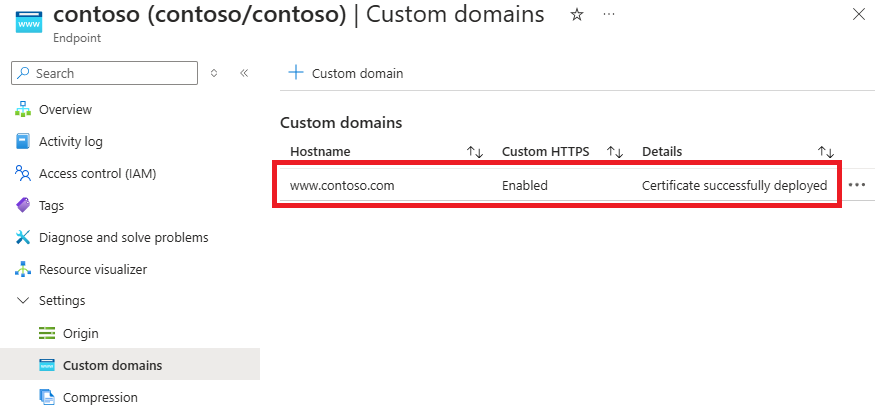 contoso (contoso/contoso) | Custom domains
Endpoint
Search
Overview
Activity log
Access control (IAM)
Tags
Diagnose and solve problems
Resource visualizer
Settings
Origin
Custom domains
Compression
Custom domain
Custom domains
Hostname Custom HTTPS Details
www.contoso.com Enabled Certificate successfully deployed